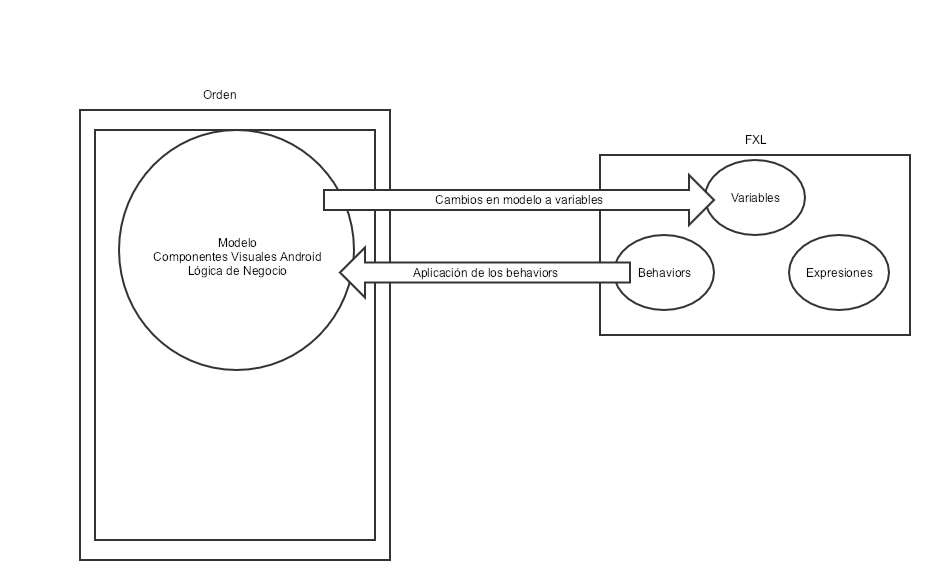 Orden
FXL
Variables
Cambios en modelo a variables
Modelo
Componentes Visuales Android
Lógica de Negocio
Aplicación de los behaviors
Behaviors
Expresiones